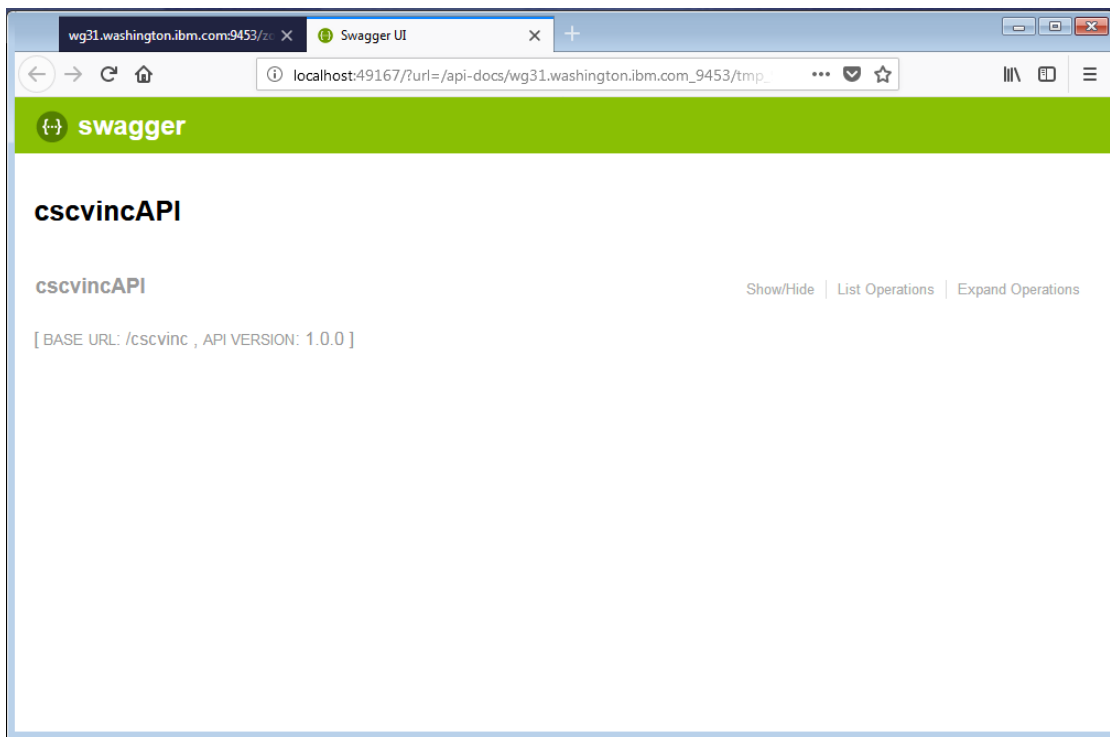 wg31.washington.ibm.com:9453/zc
Swagger UI
localhost:49167/?url=/api-docs/wg31.washington.ibm.com_9453/tmp_
swagger
cscvincAPI
cscvincAPI Show/Hide List Operations Expand Operations
[ BASE URL: /cscvinc , API VERSION: 1.0.0 ]